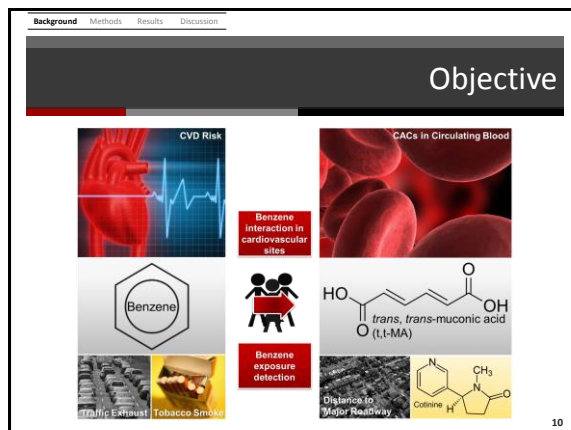 Background Methods Results Discussion
Objective
CVD Risk
CACs in Circulating Blood
Benzene
interaction in
cardiovascular
sites
Benzene
HO
O
O
OH
trans, trans-muconic acid
(t,t-MA)
Benzene
exposure
detection
Traffic Exhaust
Tobacco Smoke
Distance to
Major Roadway
N
CH3
N
O
H
Cotinine
10